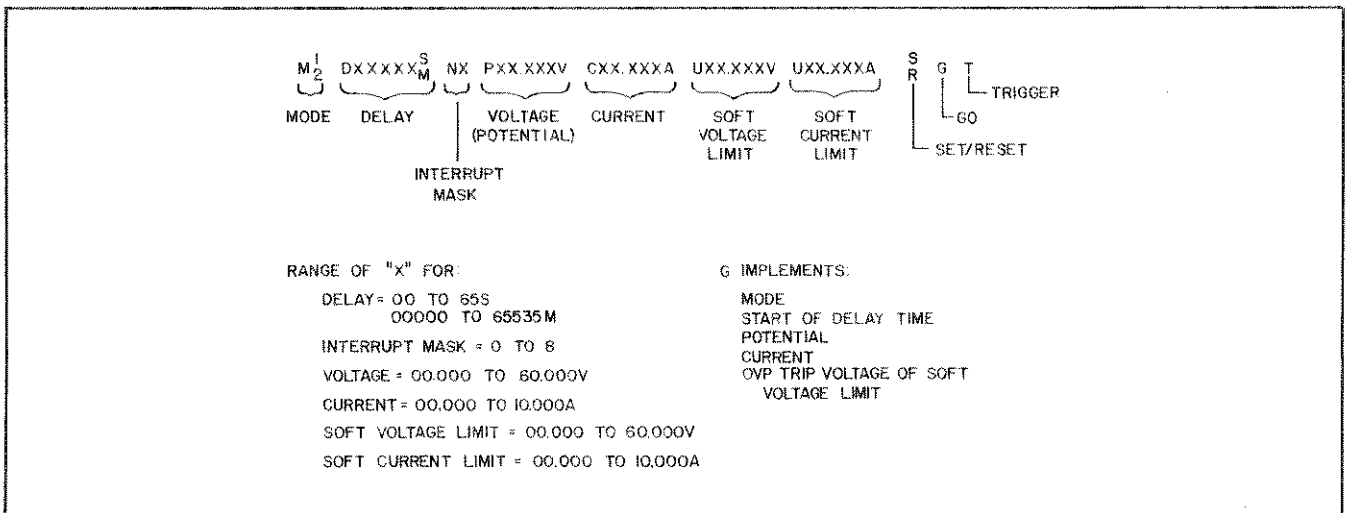 M 1/2 DXXXXX S/M NX PXX.XXXV CXX.XXXA UXX.XXXV UXX.XXXA S/R G T
TRIGGER
GO
SET/RESET
MODE DELAY VOLTAGE (POTENTIAL) CURRENT SOFT VOLTAGE LIMIT SOFT CURRENT LIMIT
INTERRUPT
MASK
RANGE OF "X" FOR:
DELAY= 00 TO 65S
00000 TO 65535M
INTERRUPT MASK = 0 TO 8
VOLTAGE = 00.000 TO 60.000V
CURRENT= 00.000 TO 10.000A
SOFT VOLTAGE LIMIT = 00.000 TO 60.000V
SOFT CURRENT LIMIT = 00.000 TO 10.000A
G IMPLEMENTS:
MODE
START OF DELAY TIME
POTENTIAL
CURRENT
OVP TRIP VOLTAGE OF SOFT
VOLTAGE LIMIT